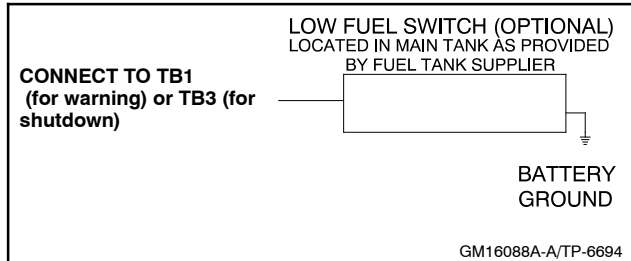 LOW FUEL SWITCH (OPTIONAL)
LOCATED IN MAIN TANK AS PROVIDED
BY FUEL TANK SUPPLIER
CONNECT TO TB1
(for warning) or TB3 (for
shutdown)
BATTERY
GROUND
GM16088A-A/TP-6694